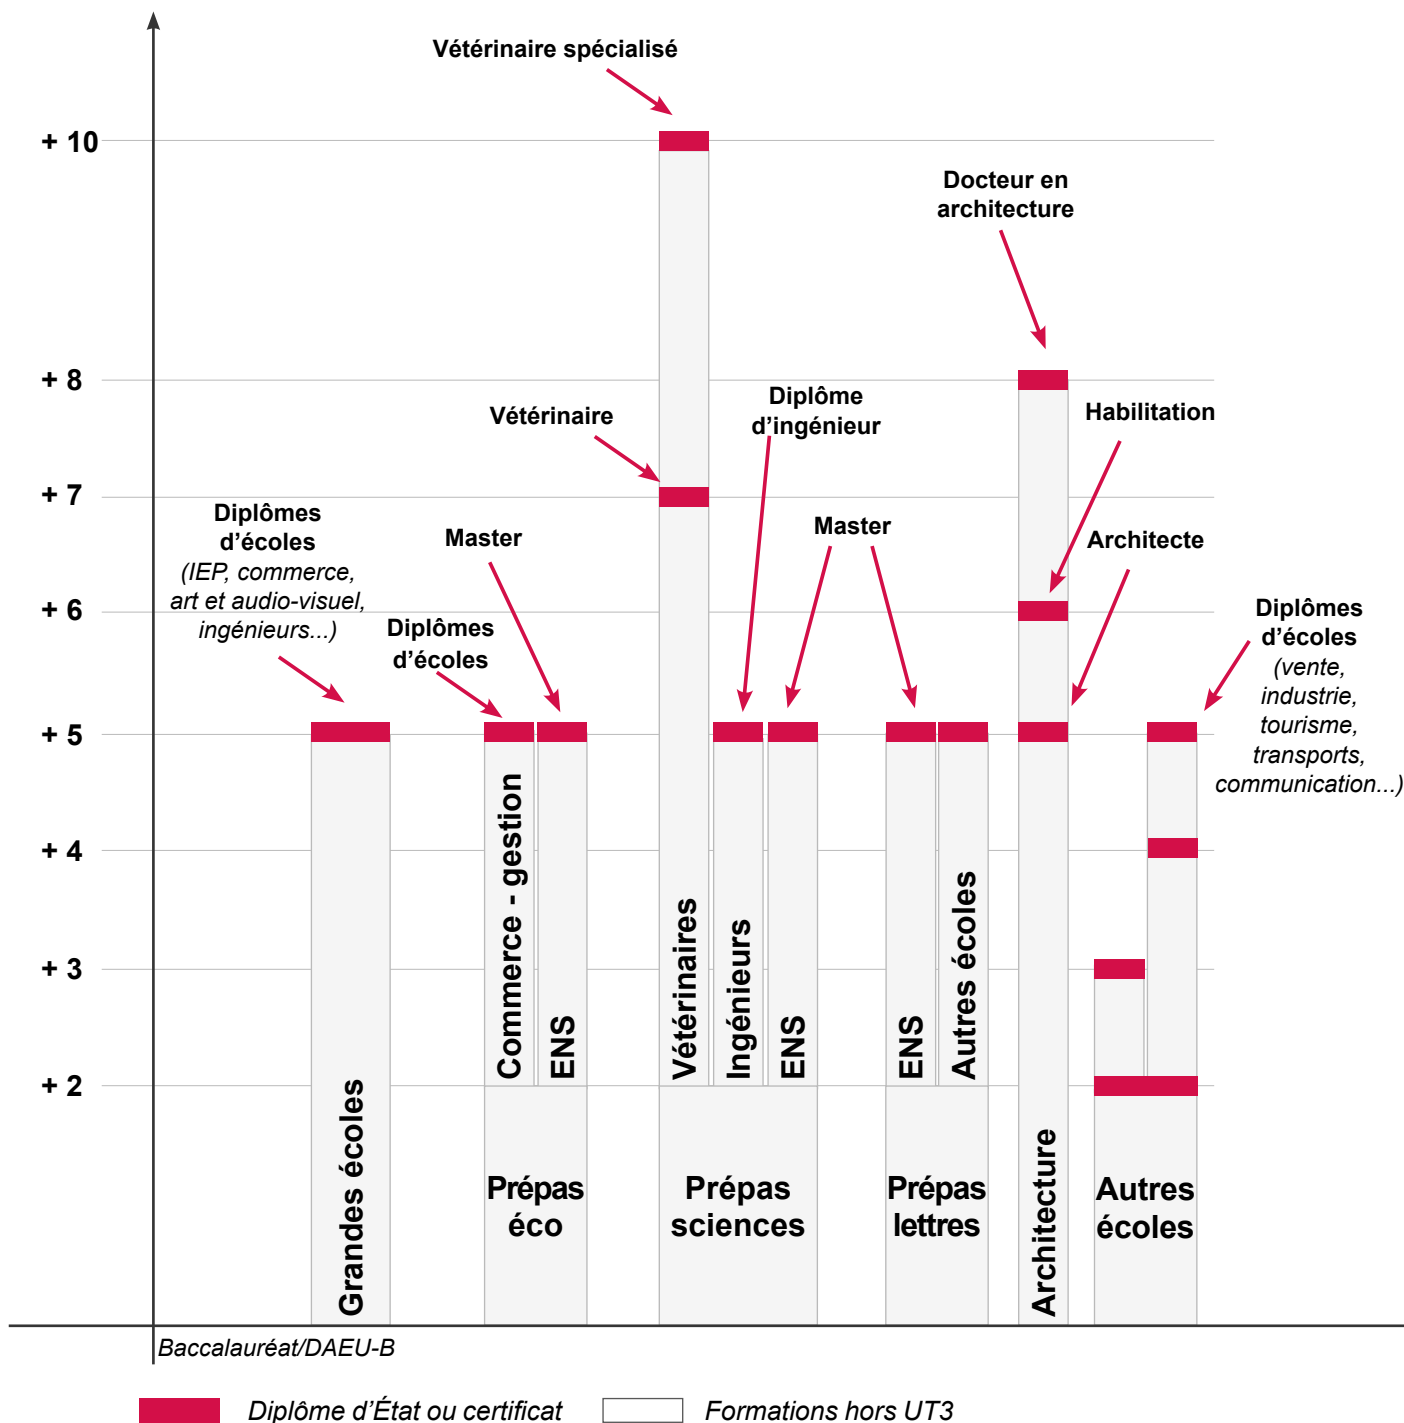 Vétérinaire spécialisé
+ 10
Docteur en
architecture
+ 8
Diplôme
d’ingénieur
Habilitation
Vétérinaire
+ 7
Diplômes
d’écoles
(IEP, commerce,
art et audio-visuel,
ingénieurs...)
Master
Master
Architecte
+ 6
Diplômes
d’écoles
Diplômes
d’écoles
(vente,
industrie,
tourisme,
transports,
communication...)
+ 5
+ 4
+ 3
+ 2
Grandes écoles
Commerce - gestion
ENS
Vétérinaires
Ingénieurs
ENS
ENS
Autres écoles
Architecture
Prépas
éco
Prépas
sciences
Prépas
lettres
Autres
écoles
Baccalauréat/DAEU-B
Diplôme d’État ou certificat
Formations hors UT3